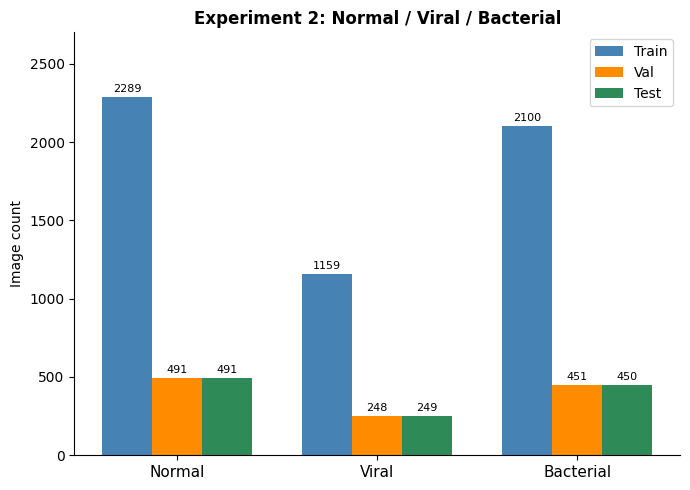 Experiment 2: Normal / Viral / Bacterial
Train
Val
Test
Image count
2500
2000
1500
1000
500
0
2289
491
491
1159
248
249
2100
451
450
Normal
Viral
Bacterial